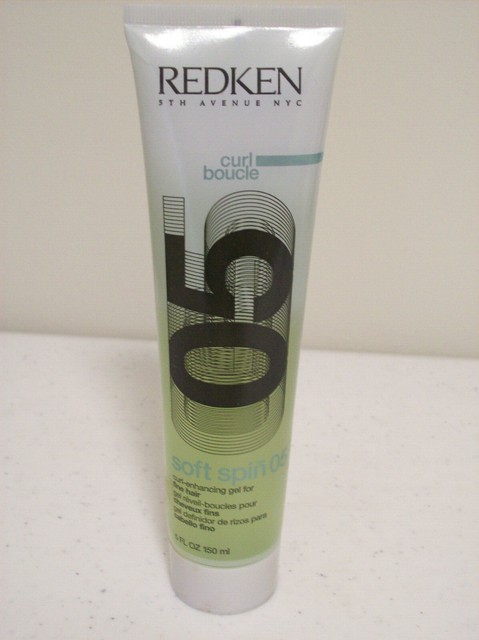 REDKEN
5TH AVENUE NYC
curl
boucle
05
soft spin 05
curl-enhancing gel for
fine hair
gel réveil-boucles pour
cheveux fins
gel definidor de rizos para
cabello fino
5 FL OZ 150 ml